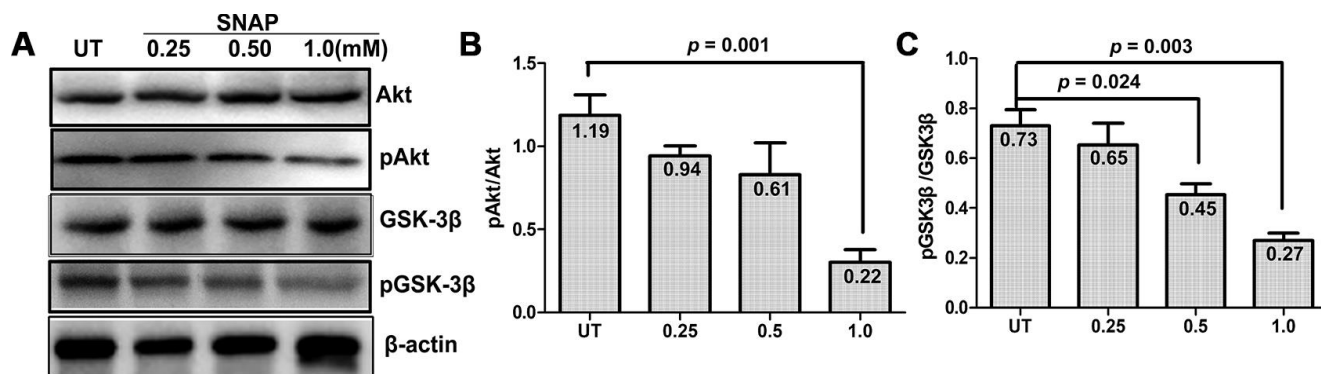 A
SNAP
UT 0.25 0.50 1.0(mM)
Akt
pAkt
GSK-3β
pGSK-3β
β-actin
B
p = 0.001
pAkt/Akt
1.5
1.0
0.5
0.0
1.19
0.94
0.61
0.22
UT 0.25 0.5 1.0
C
p = 0.003
p = 0.024
pGSK3β /GSK3β
1.0
0.8
0.6
0.4
0.2
0.0
0.73
0.65
0.45
0.27
UT 0.25 0.5 1.0